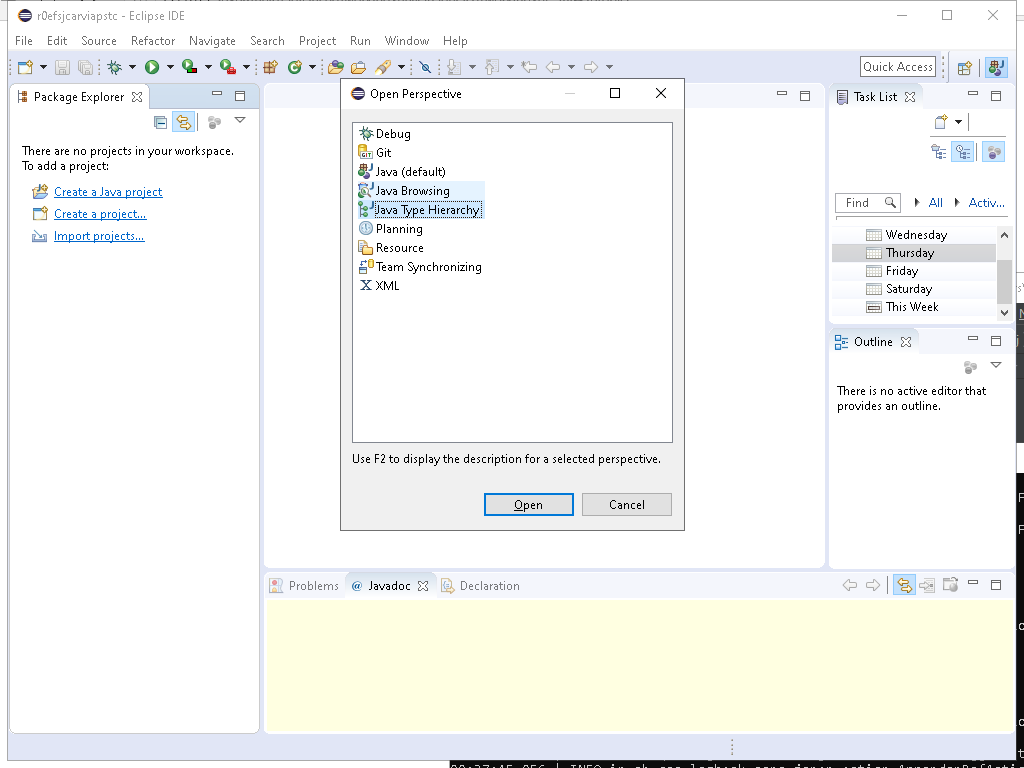 r0efsjcarviapstc - Eclipse IDE
File Edit Source Refactor Navigate Search Project Run Window Help
Quick Access
Package Explorer
There are no projects in your workspace.
To add a project:
Create a Java project
Create a project...
Import projects...
Open Perspective
Debug
Git
Java (default)
Java Browsing
Java Type Hierarchy
Planning
Resource
Team Synchronizing
XML
Use F2 to display the description for a selected perspective.
Open Cancel
Task List
Find All Activ...
Wednesday
Thursday
Friday
Saturday
This Week
Outline
There is no active editor that
provides an outline.
Problems @ Javadoc Declaration